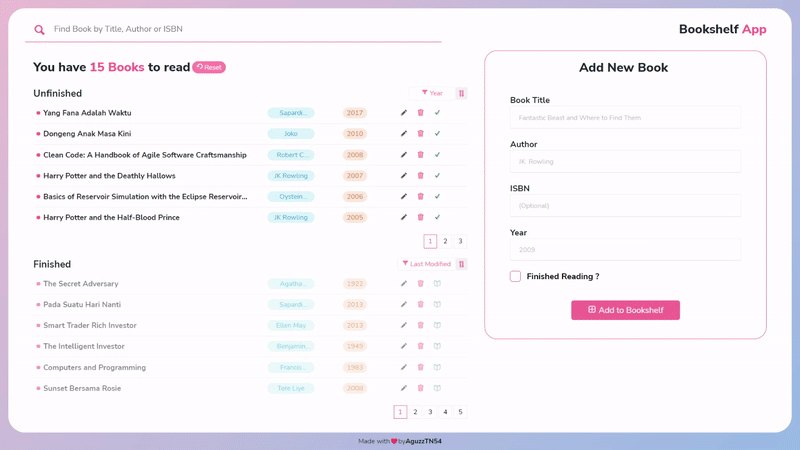 Find Book by Title, Author or ISBN
Bookshelf App
You have 15 Books to read Reset
Unfinished Year
Yang Fana Adalah Waktu Sapardi... 2017
Dongeng Anak Masa Kini Joko 2010
Clean Code: A Handbook of Agile Software Craftsmanship Robert C... 2008
Harry Potter and the Deathly Hallows JK Rowling 2007
Basics of Reservoir Simulation with the Eclipse Reservoir... Oystein... 2006
Harry Potter and the Half-Blood Prince JK Rowling 2005
1 2 3
Finished Last Modified
The Secret Adversary Agatha... 1922
Pada Suatu Hari Nanti Sapardi... 2013
Smart Trader Rich Investor Ellen May 2013
The Intelligent Investor Benjamin... 1949
Computers and Programming Franco... 1983
Sunset Bersama Rosie Tere Liye 2008
1 2 3 4 5
Add New Book
Book Title
Fantastic Beast and Where to Find Them
Author
JK. Rowling
ISBN
(Optional)
Year
2009
Finished Reading ?
Add to Bookshelf
Made with by AguzzTN54